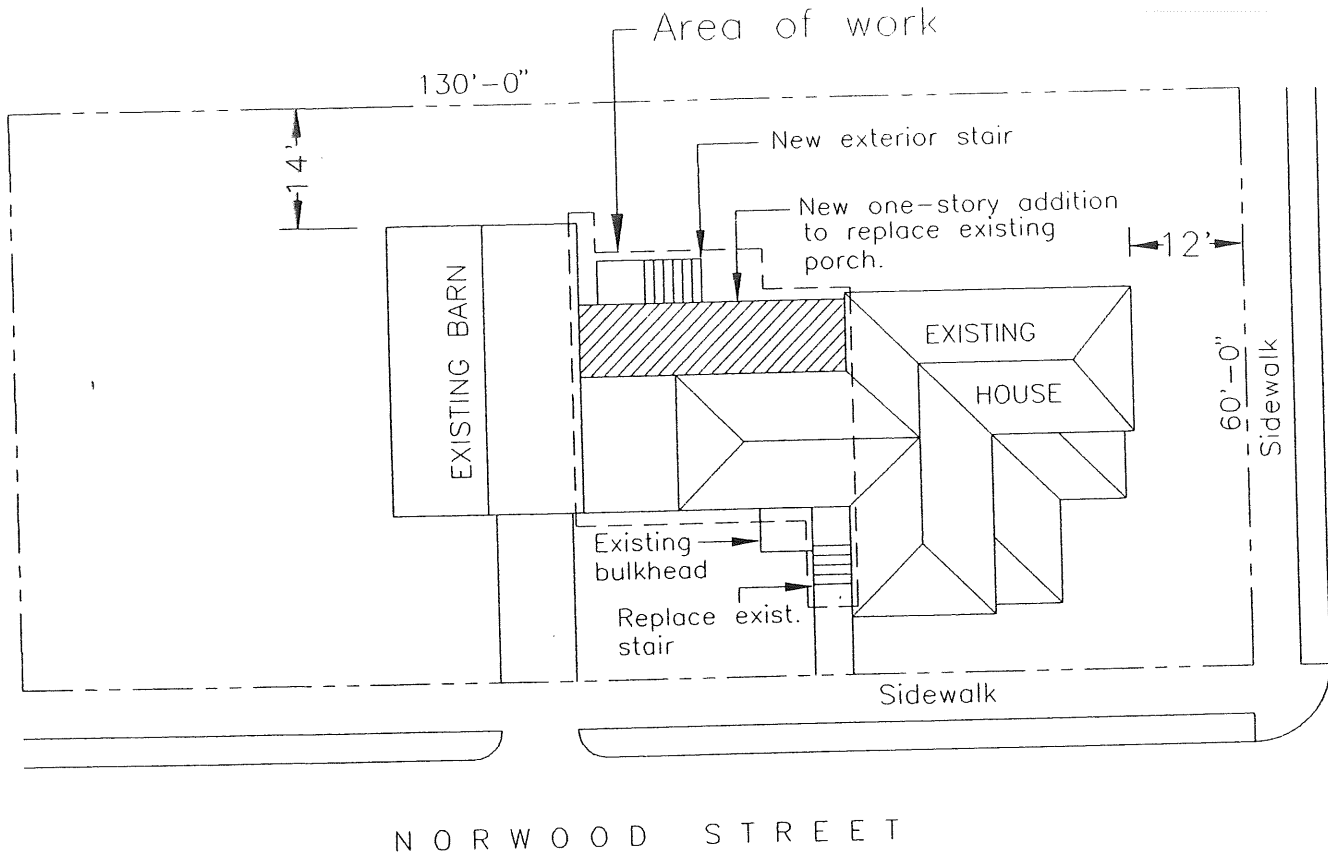 Area of work
130'-0"
14'
New exterior stair
New one-story addition
to replace existing
porch.
12'
EXISTING BARN
EXISTING
HOUSE
60'-0"
Sidewalk
Existing
bulkhead
Replace exist.
stair
Sidewalk
NORWOOD STREET